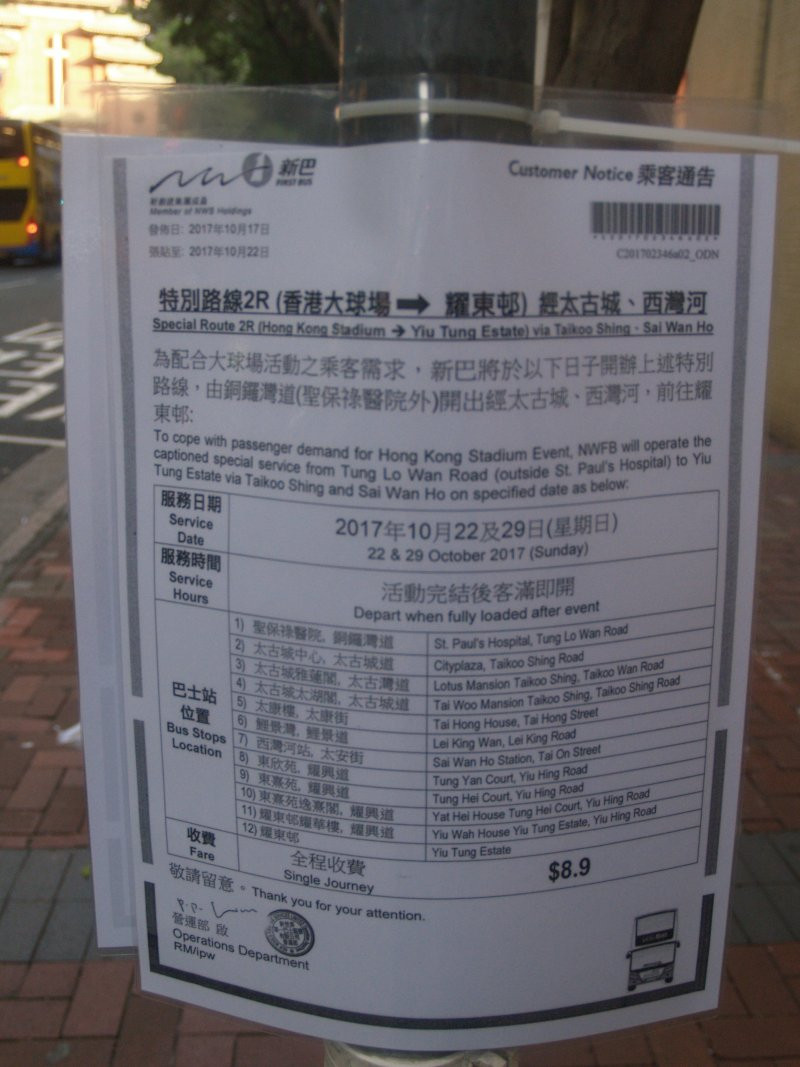 新巴
FIRST BUS
新創建集團成員
Member of NWS Holdings
Customer Notice 乘客通告
發佈日: 2017年10月17日
張貼至: 2017年10月22日
C201702346a02_ODN
特別路線2R (香港大球場 ➡ 耀東邨) 經太古城、西灣河
Special Route 2R (Hong Kong Stadium → Yiu Tung Estate) via Taikoo Shing、Sai Wan Ho
為配合大球場活動之乘客需求，新巴將於以下日子開辦上述特別
路線，由銅鑼灣道(聖保祿醫院外)開出經太古城、西灣河，前往耀
東邨:
To cope with passenger demand for Hong Kong Stadium Event, NWFB will operate the
captioned special service from Tung Lo Wan Road (outside St. Paul's Hospital) to Yiu
Tung Estate via Taikoo Shing and Sai Wan Ho on specified date as below:
服務日期
Service
Date
2017年10月22及29日(星期日)
22 & 29 October 2017 (Sunday)
服務時間
Service
Hours
活動完結後客滿即開
Depart when fully loaded after event
巴士站
位置
Bus Stops
Location
1) 聖保祿醫院, 銅鑼灣道 St. Paul's Hospital, Tung Lo Wan Road
2) 太古城中心, 太古城道 Cityplaza, Taikoo Shing Road
3) 太古城雅蓮閣, 太古灣道 Lotus Mansion Taikoo Shing, Taikoo Wan Road
4) 太古城太湖閣, 太古城道 Tai Woo Mansion Taikoo Shing, Taikoo Shing Road
5) 太康樓, 太康街 Tai Hong House, Tai Hong Street
6) 鯉景灣, 鯉景道 Lei King Wan, Lei King Road
7) 西灣河站, 太安街 Sai Wan Ho Station, Tai On Street
8) 東欣苑, 耀興道 Tung Yan Court, Yiu Hing Road
9) 東熹苑, 耀興道 Tung Hei Court, Yiu Hing Road
10) 東熹苑逸熹閣, 耀興道 Yat Hei House Tung Hei Court, Yiu Hing Road
11) 耀東邨耀華樓, 耀興道 Yiu Wah House Yiu Tung Estate, Yiu Hing Road
12) 耀東邨 Yiu Tung Estate
收費
Fare
全程收費
Single Journey
$8.9
敬請留意。Thank you for your attention.
營運部 啟
Operations Department
RM/ipw